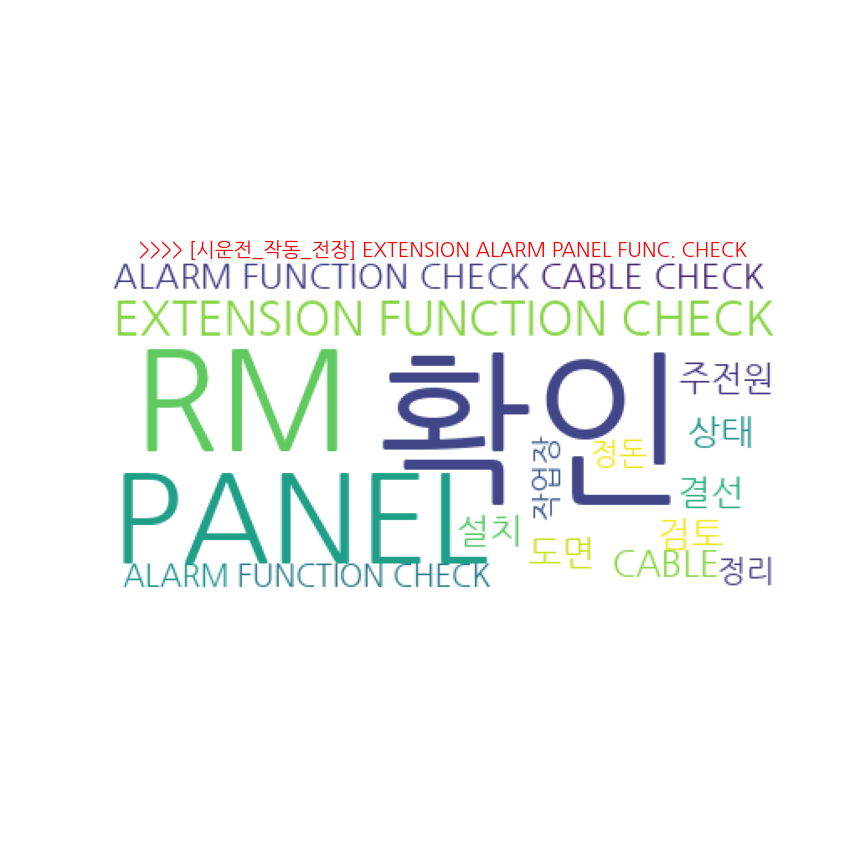 >>>> [시운전_작동_전장] EXTENSION ALARM PANEL FUNC. CHECK
ALARM FUNCTION CHECK CABLE CHECK
EXTENSION FUNCTION CHECK
RM 확인 주전원
상태
작업장 정돈
PANEL 결선
설치 검토
도면
CABLE 정리
ALARM FUNCTION CHECK